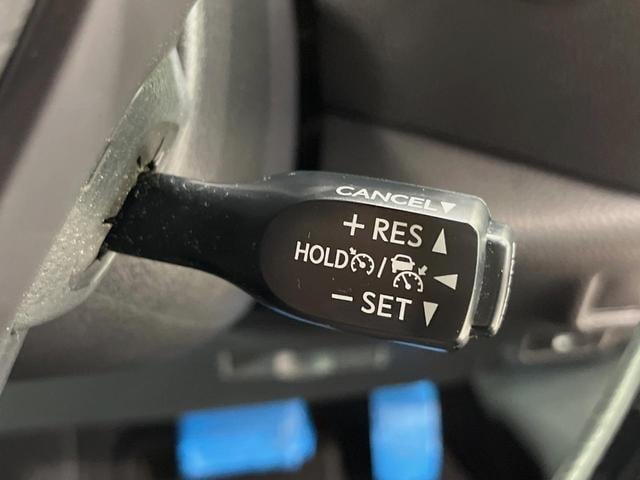 CANCEL▼
+ RES ▲
HOLD / ◀
− SET ▼